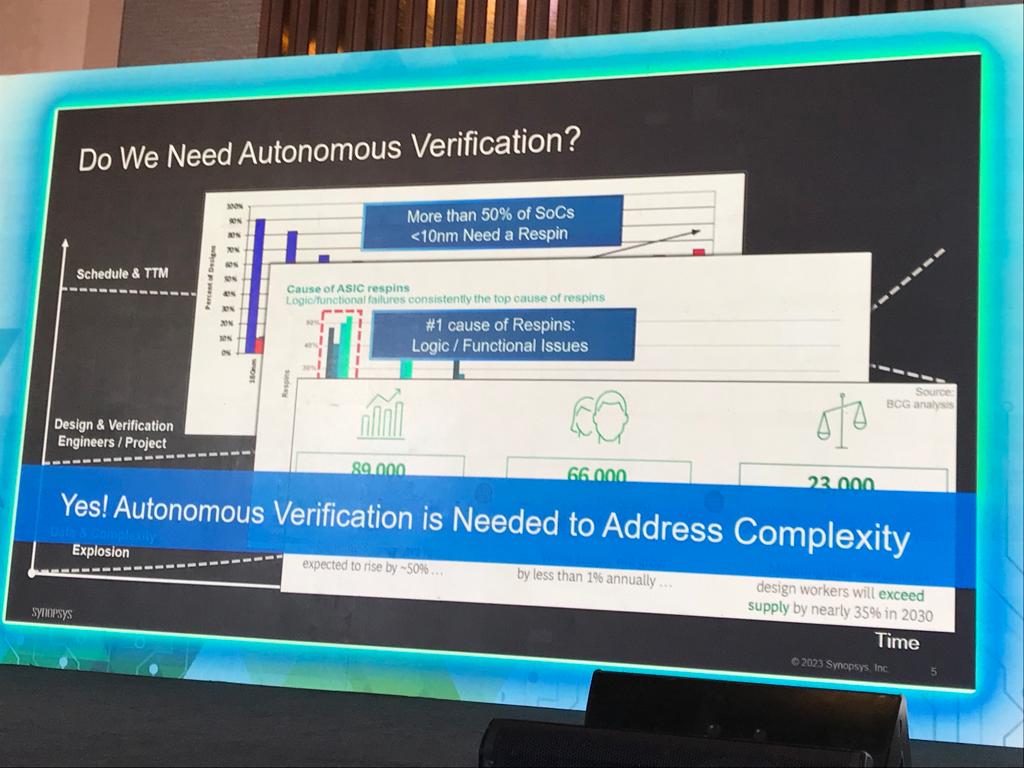 Do We Need Autonomous Verification?
100%
90%
80%
70%
60%
50%
40%
30%
20%
10%
0%
Percent of Designs
180nm
More than 50% of SoCs
<10nm Need a Respin
Schedule & TTM
Cause of ASIC respins
Logic/functional failures consistently the top cause of respins
#1 cause of Respins:
Logic / Functional Issues
60%
40%
Respins
Source:
BCG analysis
Design & Verification
Engineers / Project
89,000
66,000
23,000
Yes! Autonomous Verification is Needed to Address Complexity
Explosion
expected to rise by ~50% ...
by less than 1% annually ...
design workers will exceed
supply by nearly 35% in 2030
SYNOPSYS
Time
© 2023 Synopsys, Inc.
5